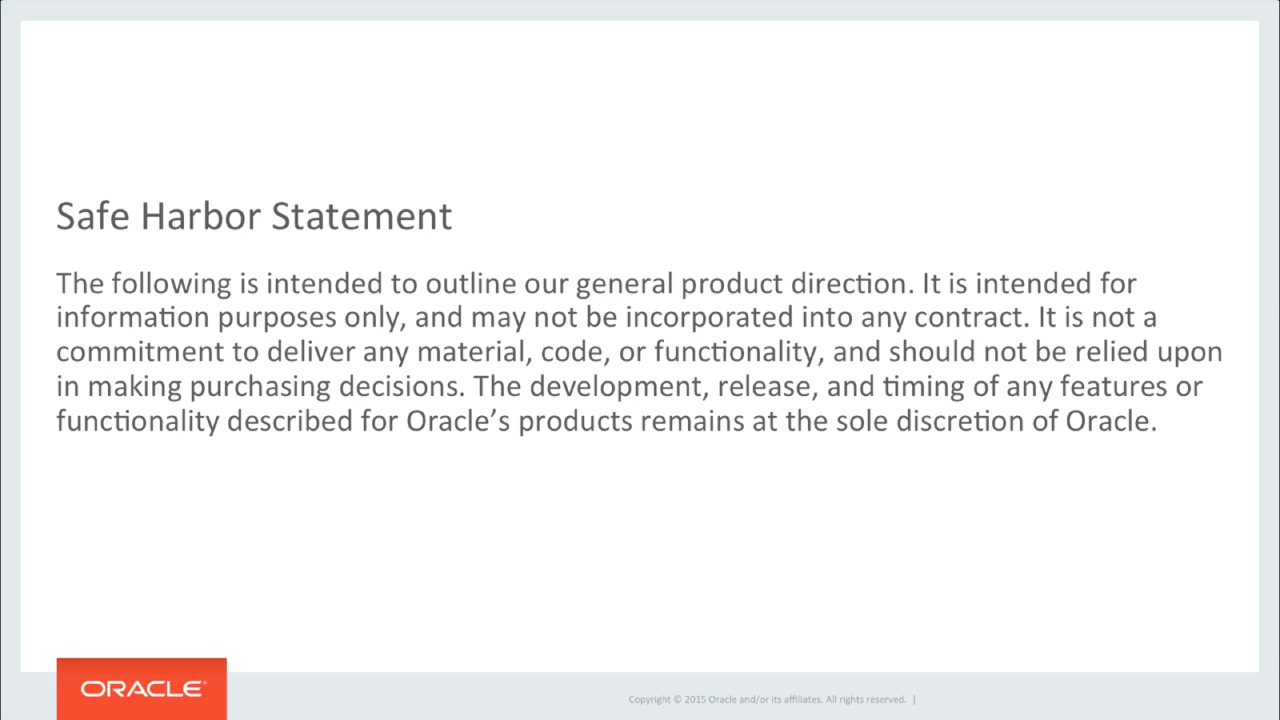 Safe Harbor Statement
The following is intended to outline our general product direction. It is intended for
information purposes only, and may not be incorporated into any contract. It is not a
commitment to deliver any material, code, or functionality, and should not be relied upon
in making purchasing decisions. The development, release, and timing of any features or
functionality described for Oracle’s products remains at the sole discretion of Oracle.
ORACLE®
Copyright © 2015 Oracle and/or its affiliates. All rights reserved. |